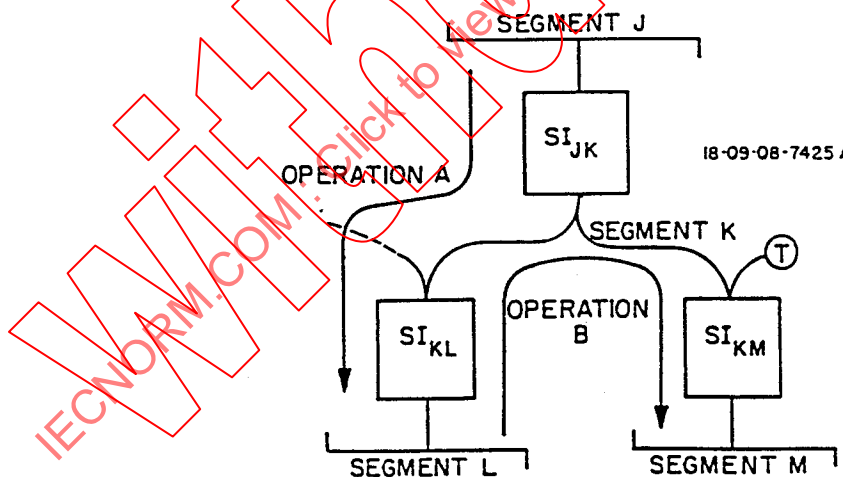 SEGMENT J
SI JK
18-09-08-7425
OPERATION A
SEGMENT K
T
OPERATION
B
SI KL
SI KM
SEGMENT L
SEGMENT M
IECNORM.COM : Click to view